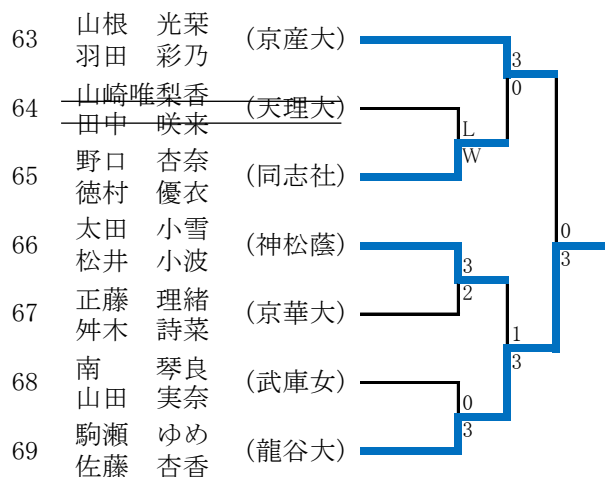 63 山根 光栞 (京産大)
羽田 彩乃
3
0
64 山崎唯梨香 (天理大)
田中 咲来
L
W
65 野口 杏奈 (同志社)
徳村 優衣
66 太田 小雪 (神松蔭)
松井 小波
0
3
3
2
67 正藤 理緒 (京華大)
舛木 詩菜
1
3
68 南 琴良 (武庫女)
山田 実奈
0
3
69 駒瀬 ゆめ (龍谷大)
佐藤 杏香